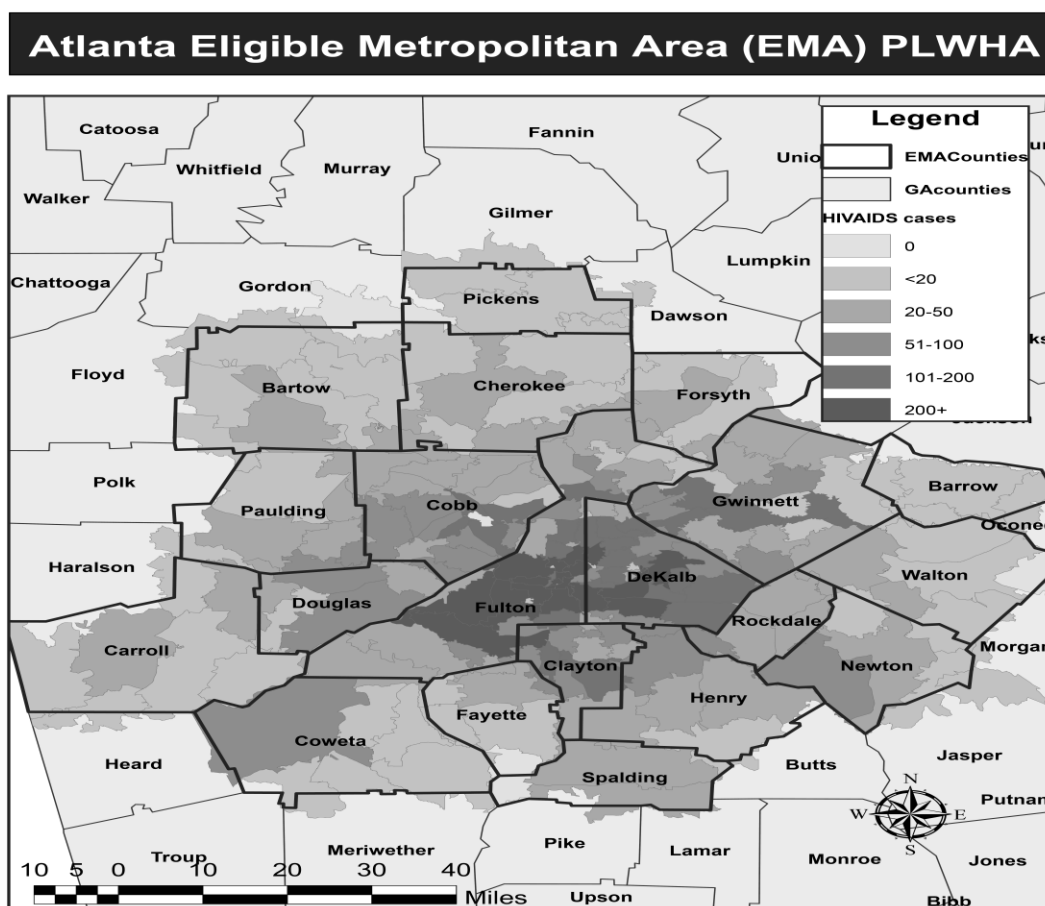 Atlanta Eligible Metropolitan Area (EMA) PLWHA
Legend
EMACounties
GAcounties
HIVAIDS cases
0
<20
20-50
51-100
101-200
200+
Catoosa
Fannin
Whitfield
Murray
Walker
Gilmer
Lumpkin
Chattooga
Gordon
Pickens
Dawson
Floyd
Bartow
Cherokee
Forsyth
Polk
Cobb
Gwinnett
Barrow
Paulding
Haralson
DeKalb
Walton
Douglas
Fulton
Rockdale
Carroll
Clayton
Newton
Morgan
Henry
Fayette
Coweta
Heard
Spalding
Butts
Jasper
N
W E
S
Putnam
Pike
Lamar
Troup
Meriwether
Monroe
Jones
10 5 0 10 20 30 40
Miles
Upson
Bibb